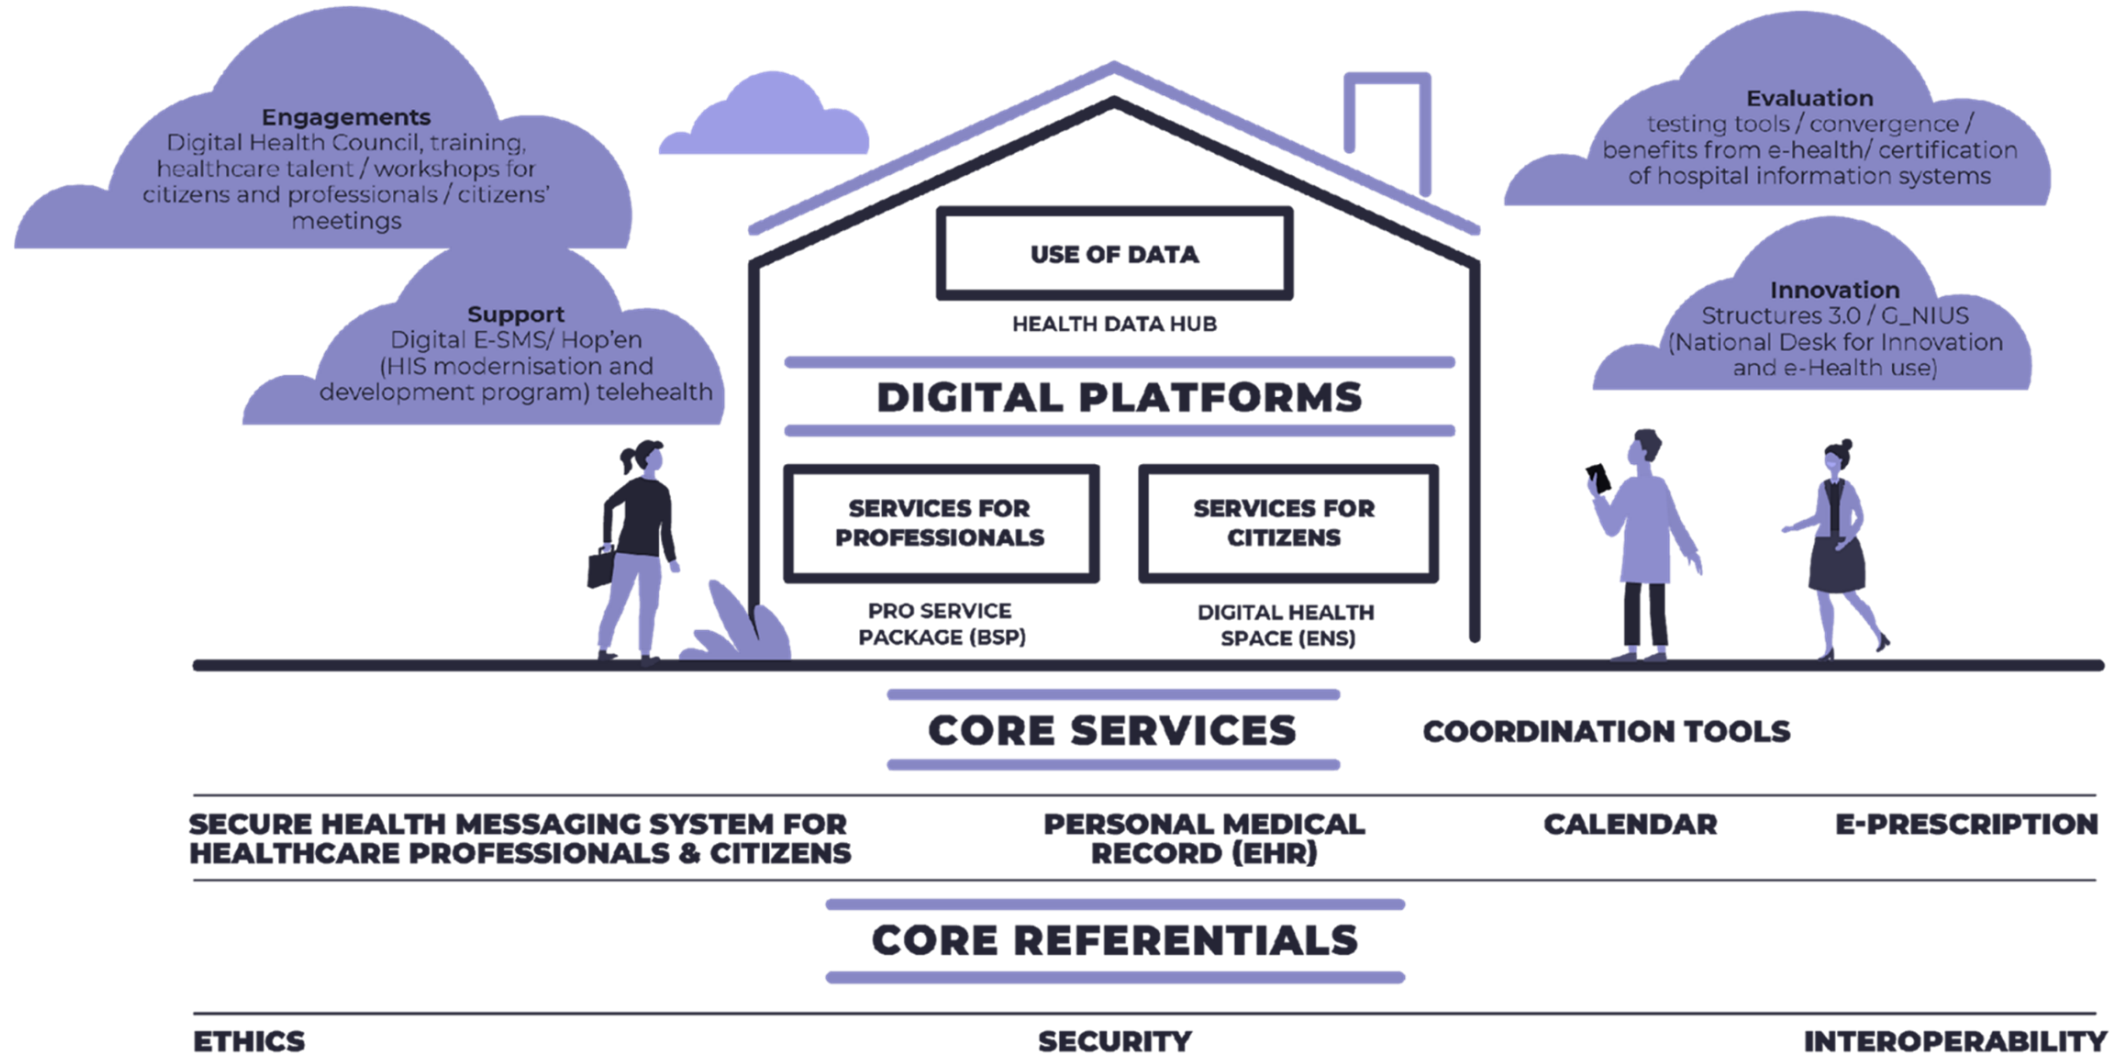 Engagements
Digital Health Council, training,
healthcare talent / workshops for
citizens and professionals / citizens'
meetings
Support
Digital E-SMS/ Hop'en
(HIS modernisation and
development program) telehealth
Evaluation
testing tools / convergence /
benefits from e-health/ certification
of hospital information systems
Innovation
Structures 3.0 / G_NIUS
(National Desk for Innovation
and e-Health use)
USE OF DATA
HEALTH DATA HUB
DIGITAL PLATFORMS
SERVICES FOR
PROFESSIONALS
PRO SERVICE
PACKAGE (BSP)
SERVICES FOR
CITIZENS
DIGITAL HEALTH
SPACE (ENS)
CORE SERVICES
COORDINATION TOOLS
SECURE HEALTH MESSAGING SYSTEM FOR
HEALTHCARE PROFESSIONALS & CITIZENS
PERSONAL MEDICAL
RECORD (EHR)
CALENDAR
E-PRESCRIPTION
CORE REFERENTIALS
ETHICS
SECURITY
INTEROPERABILITY